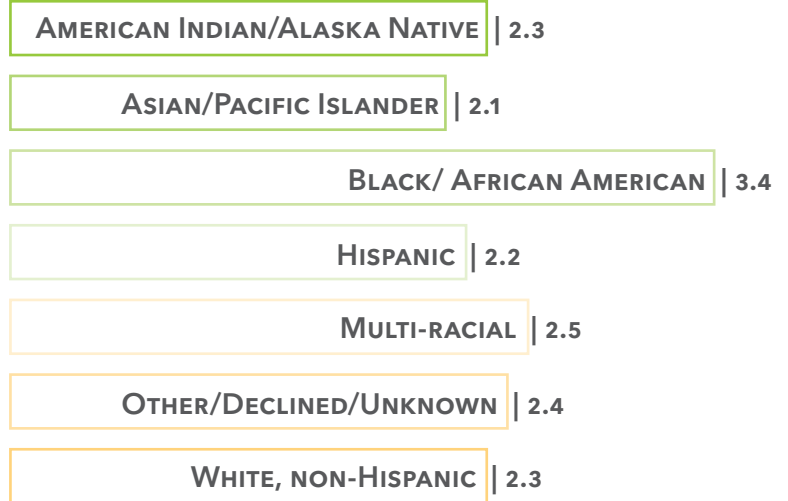 American Indian/Alaska Native | 2.3
Asian/Pacific Islander | 2.1
Black/ African American | 3.4
Hispanic | 2.2
Multi-racial | 2.5
Other/Declined/Unknown | 2.4
White, non-Hispanic | 2.3